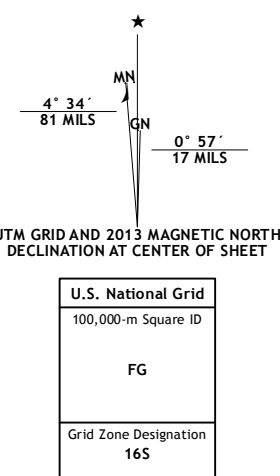 MN
GN
4° 34´
81 MILS
0° 57´
17 MILS
UTM GRID AND 2013 MAGNETIC NORTH
DECLINATION AT CENTER OF SHEET
U.S. National Grid
100,000-m Square ID
FG
Grid Zone Designation
16S